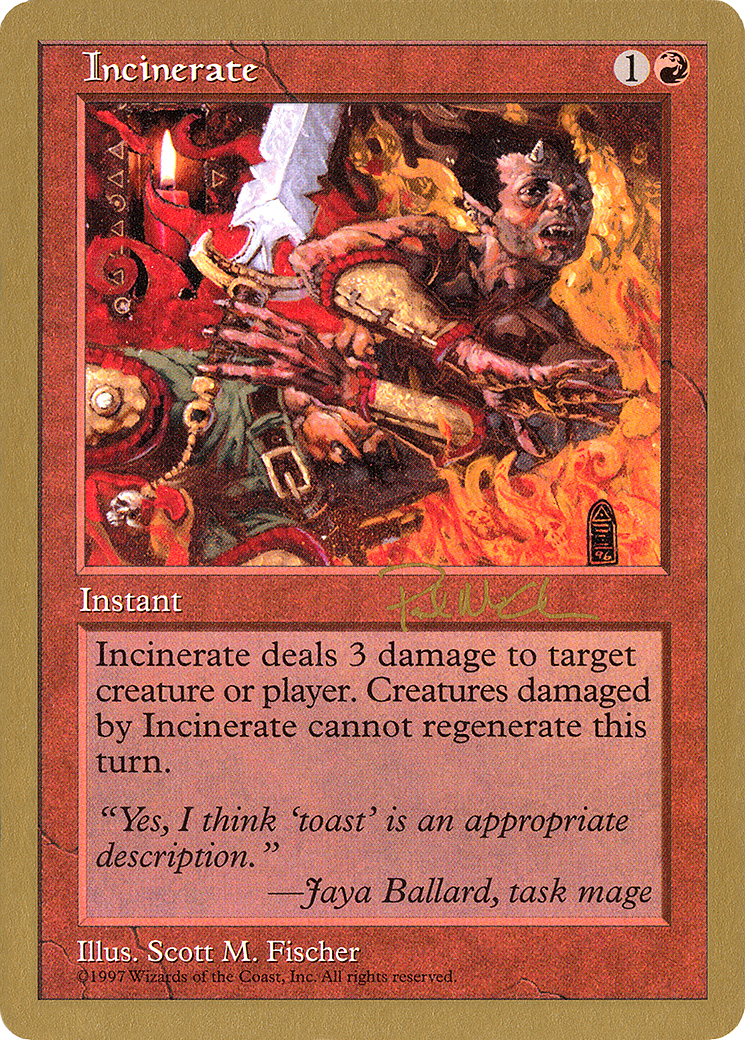 Incinerate 1
96
Instant
Incinerate deals 3 damage to target
creature or player. Creatures damaged
by Incinerate cannot regenerate this
turn.
“Yes, I think ‘toast’ is an appropriate
description.”
—Jaya Ballard, task mage
Illus. Scott M. Fischer
©1997 Wizards of the Coast, Inc. All rights reserved.